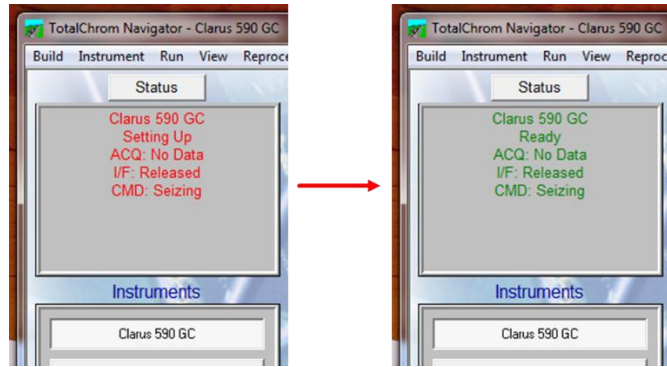 TotalChrom Navigator - Clarus 590 GC
Build Instrument Run View Reproce
Status
Clarus 590 GC
Setting Up
ACQ: No Data
I/F: Released
CMD: Seizing
Instruments
Clarus 590 GC
TotalChrom Navigator - Clarus 590 GC
Build Instrument Run View Reproc
Status
Clarus 590 GC
Ready
ACQ: No Data
I/F: Released
CMD: Seizing
Instruments
Clarus 590 GC